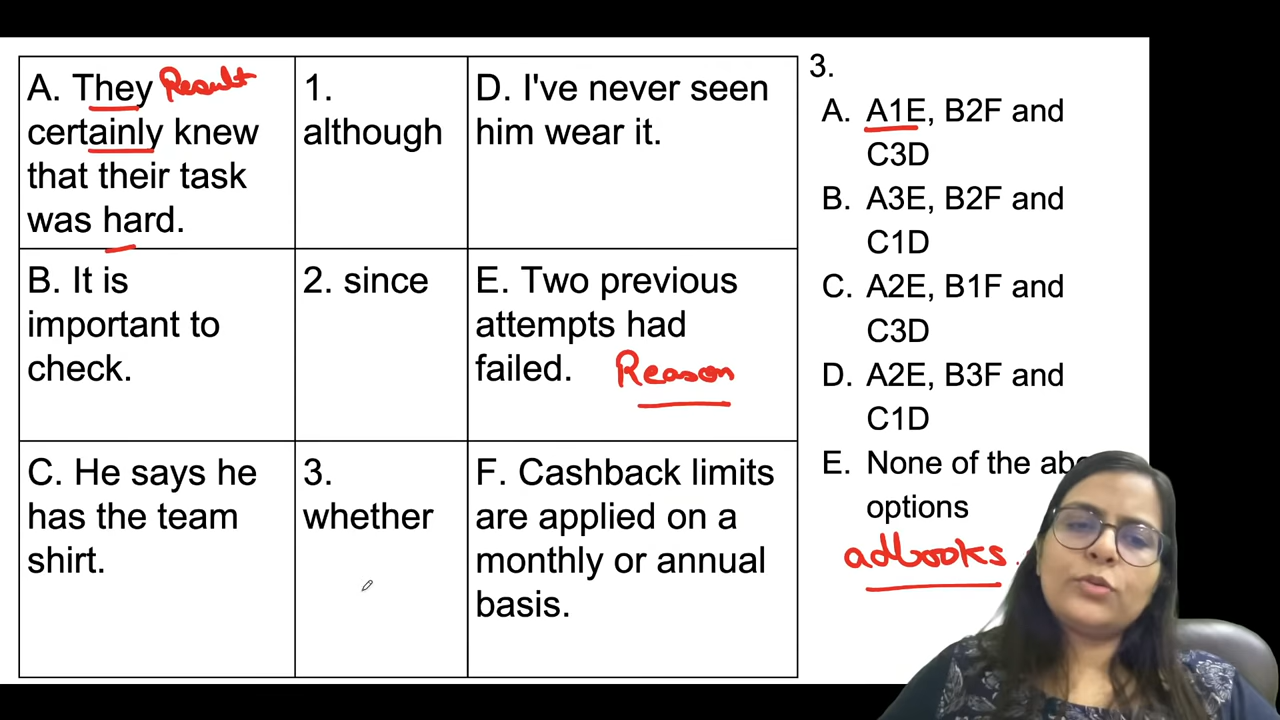 A. They Result
certainly knew
that their task
was hard.
1.
although
D. I've never seen
him wear it.
B. It is
important to
check.
2. since
E. Two previous
attempts had
failed. Reason
C. He says he
has the team
shirt.
3.
whether
F. Cashback limits
are applied on a
monthly or annual
basis.
3.
A. A1E, B2F and
C3D
B. A3E, B2F and
C1D
C. A2E, B1F and
C3D
D. A2E, B3F and
C1D
E. None of the
options
adbooks